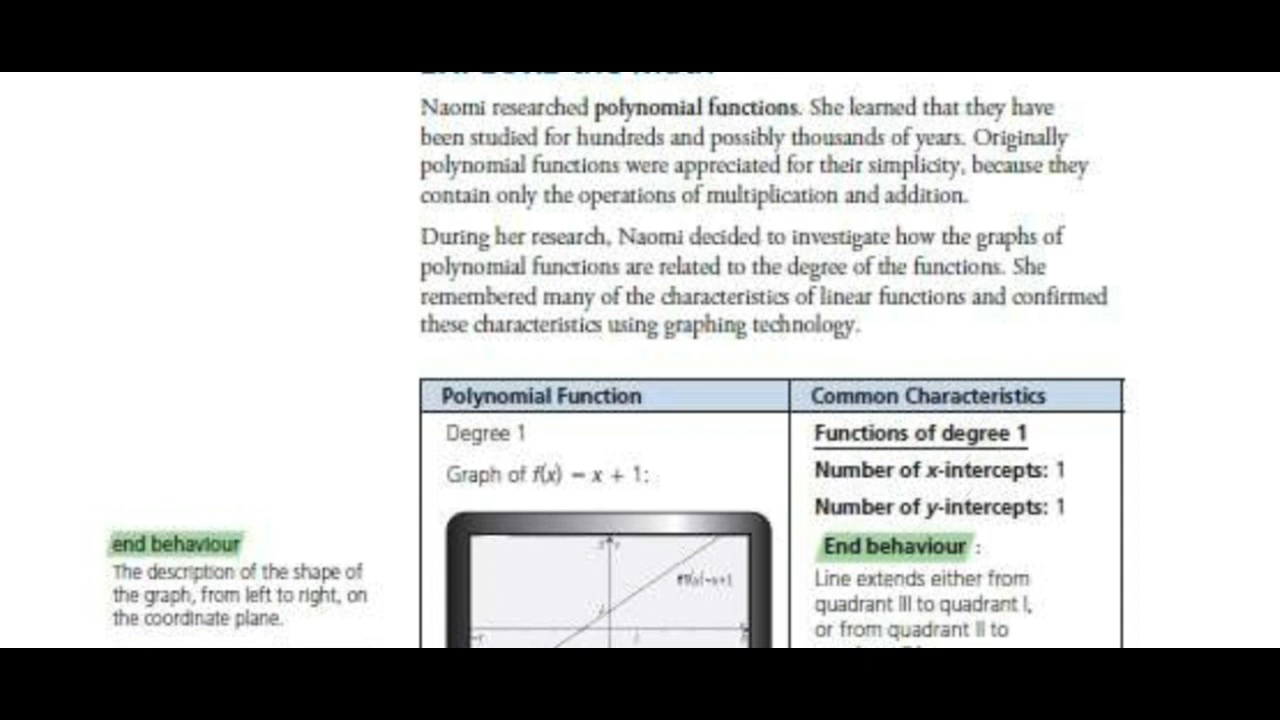 Naomi researched polynomial functions. She learned that they have
been studied for hundreds and possibly thousands of years. Originally
polynomial functions were appreciated for their simplicity, because they
contain only the operations of multiplication and addition.
During her research, Naomi decided to investigate how the graphs of
polynomial functions are related to the degree of the functions. She
remembered many of the characteristics of linear functions and confirmed
these characteristics using graphing technology.
Polynomial Function
Degree 1
Graph of f(x) = x + 1:
Common Characteristics
Functions of degree 1
Number of x-intercepts: 1
Number of y-intercepts: 1
End behaviour :
Line extends either from
quadrant III to quadrant I,
or from quadrant II to
end behaviour
The description of the shape of
the graph, from left to right, on
the coordinate plane.